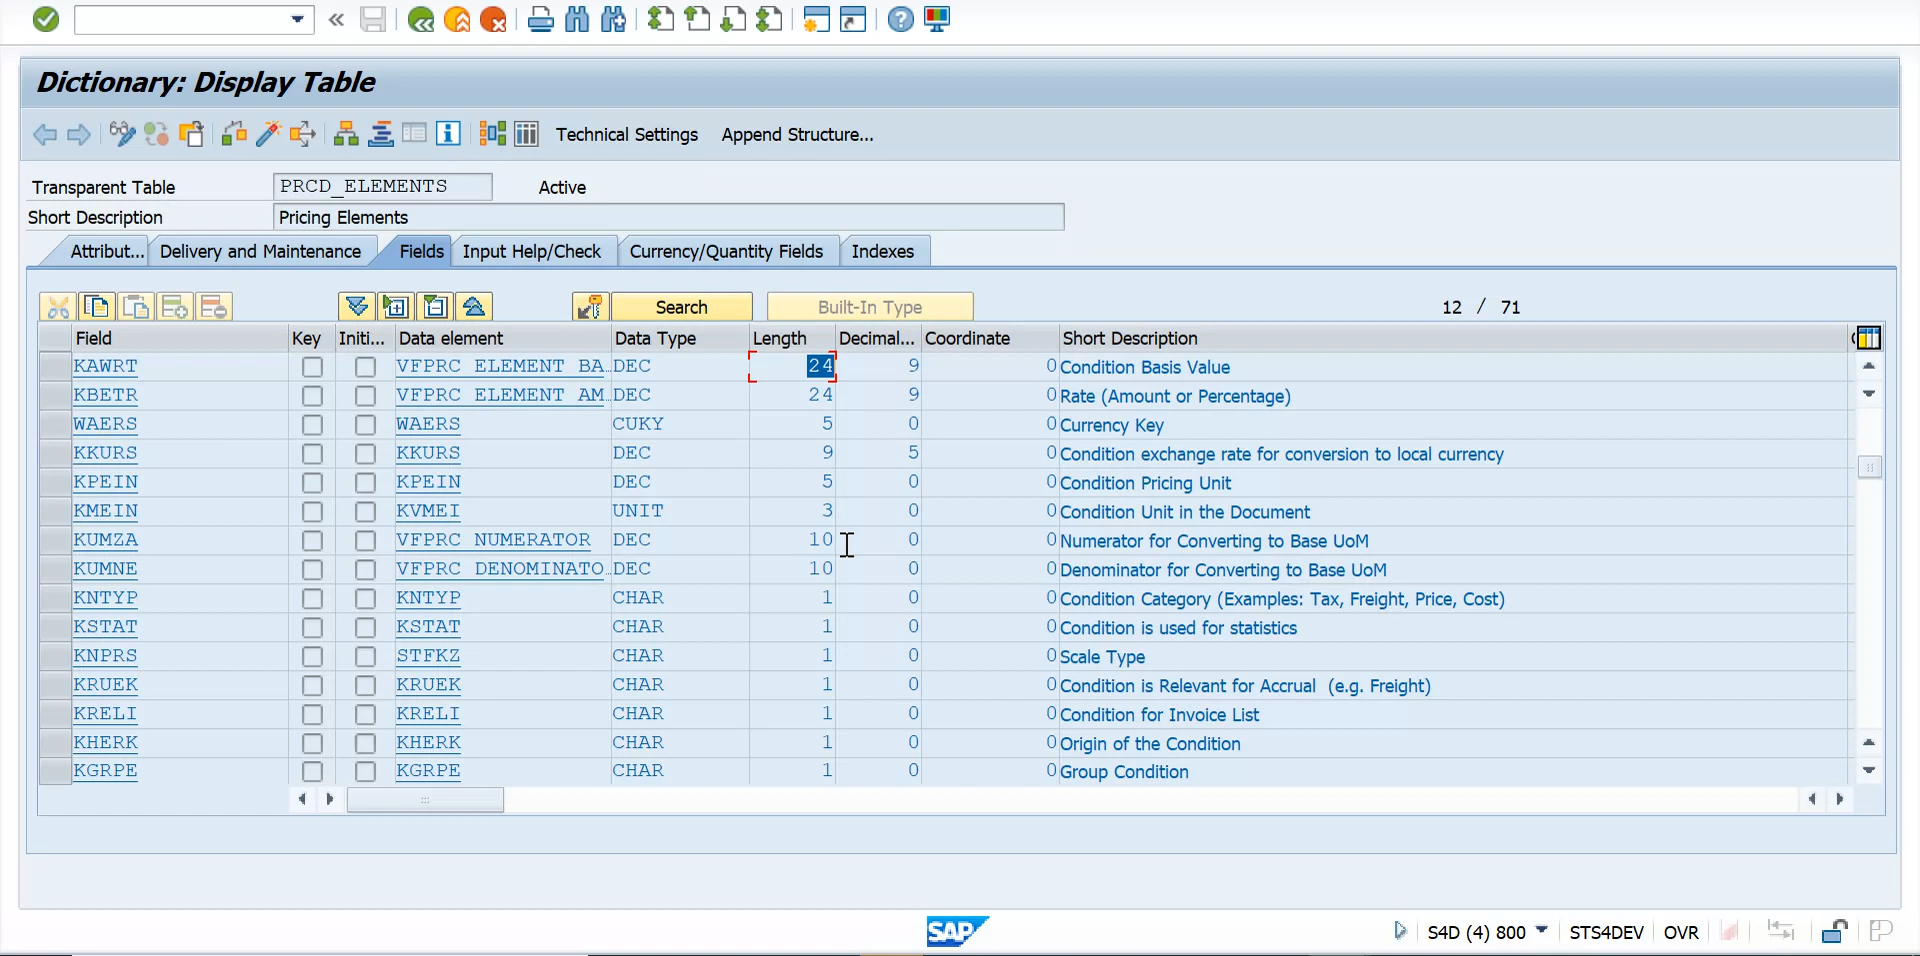 Dictionary: Display Table
Technical Settings Append Structure...
Transparent Table PRCD_ELEMENTS Active
Short Description Pricing Elements
Attribut... Delivery and Maintenance Fields Input Help/Check Currency/Quantity Fields Indexes
Search Built-In Type 12 / 71
Field Key Initi... Data element Data Type Length Decimal... Coordinate Short Description
KAWRT VFPRC ELEMENT BA... DEC 24 9 0 Condition Basis Value
KBETR VFPRC ELEMENT AM... DEC 24 9 0 Rate (Amount or Percentage)
WAERS WAERS CUKY 5 0 0 Currency Key
KKURS KKURS DEC 9 5 0 Condition exchange rate for conversion to local currency
KPEIN KPEIN DEC 5 0 0 Condition Pricing Unit
KMEIN KVMEI UNIT 3 0 0 Condition Unit in the Document
KUMZA VFPRC NUMERATOR DEC 10 0 0 Numerator for Converting to Base UoM
KUMNE VFPRC DENOMINATO... DEC 10 0 0 Denominator for Converting to Base UoM
KNTYP KNTYP CHAR 1 0 0 Condition Category (Examples: Tax, Freight, Price, Cost)
KSTAT KSTAT CHAR 1 0 0 Condition is used for statistics
KNPRS STFKZ CHAR 1 0 0 Scale Type
KRUEK KRUEK CHAR 1 0 0 Condition is Relevant for Accrual (e.g. Freight)
KRELI KRELI CHAR 1 0 0 Condition for Invoice List
KHERK KHERK CHAR 1 0 0 Origin of the Condition
KGRPE KGRPE CHAR 1 0 0 Group Condition
SAP S4D (4) 800 STS4DEV OVR